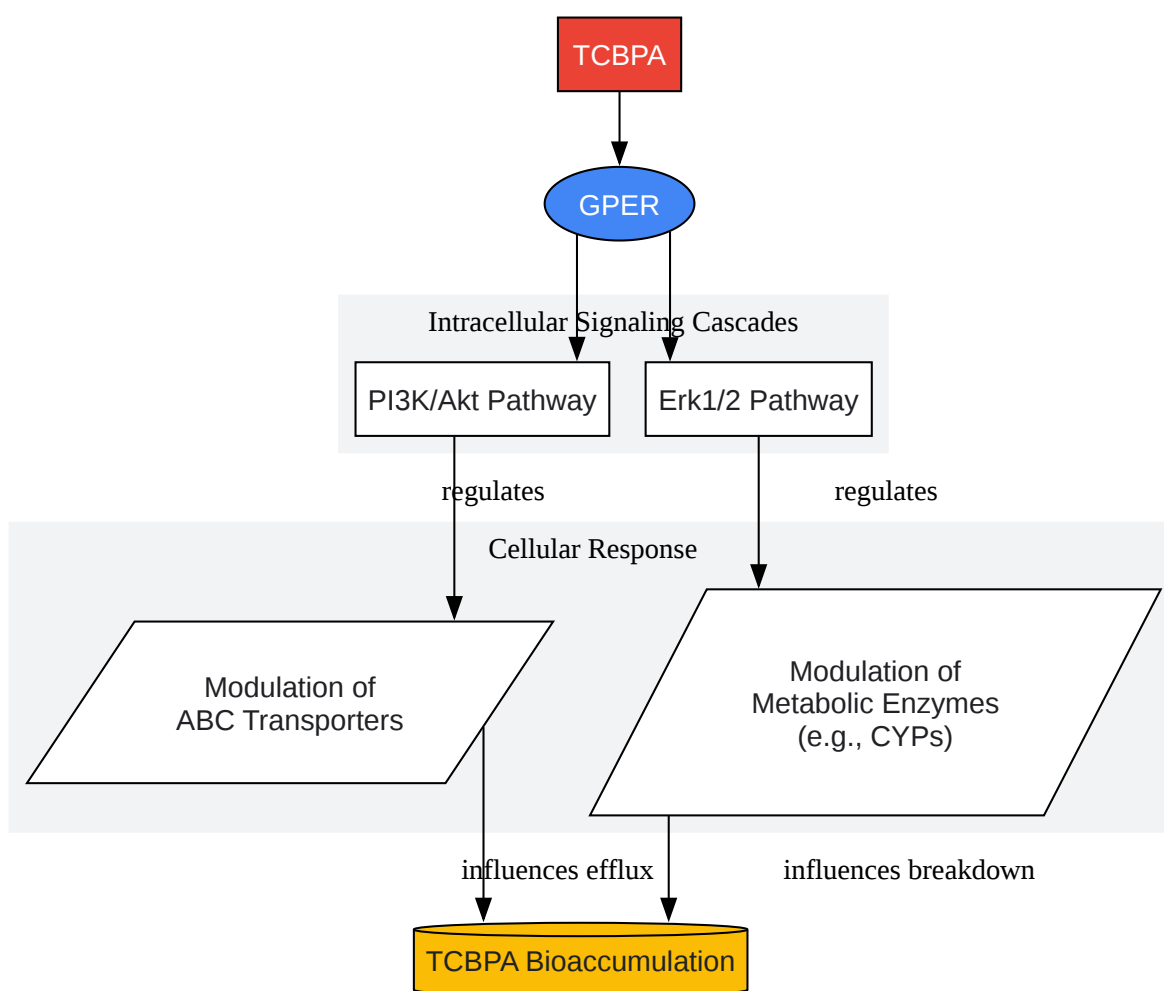 TCBPA
GPER
Intracellular Signaling Cascades
PI3K/Akt Pathway
Erk1/2 Pathway
regulates
regulates
Cellular Response
Modulation of
ABC Transporters
Modulation of
Metabolic Enzymes
(e.g., CYPs)
influences efflux
influences breakdown
TCBPA Bioaccumulation